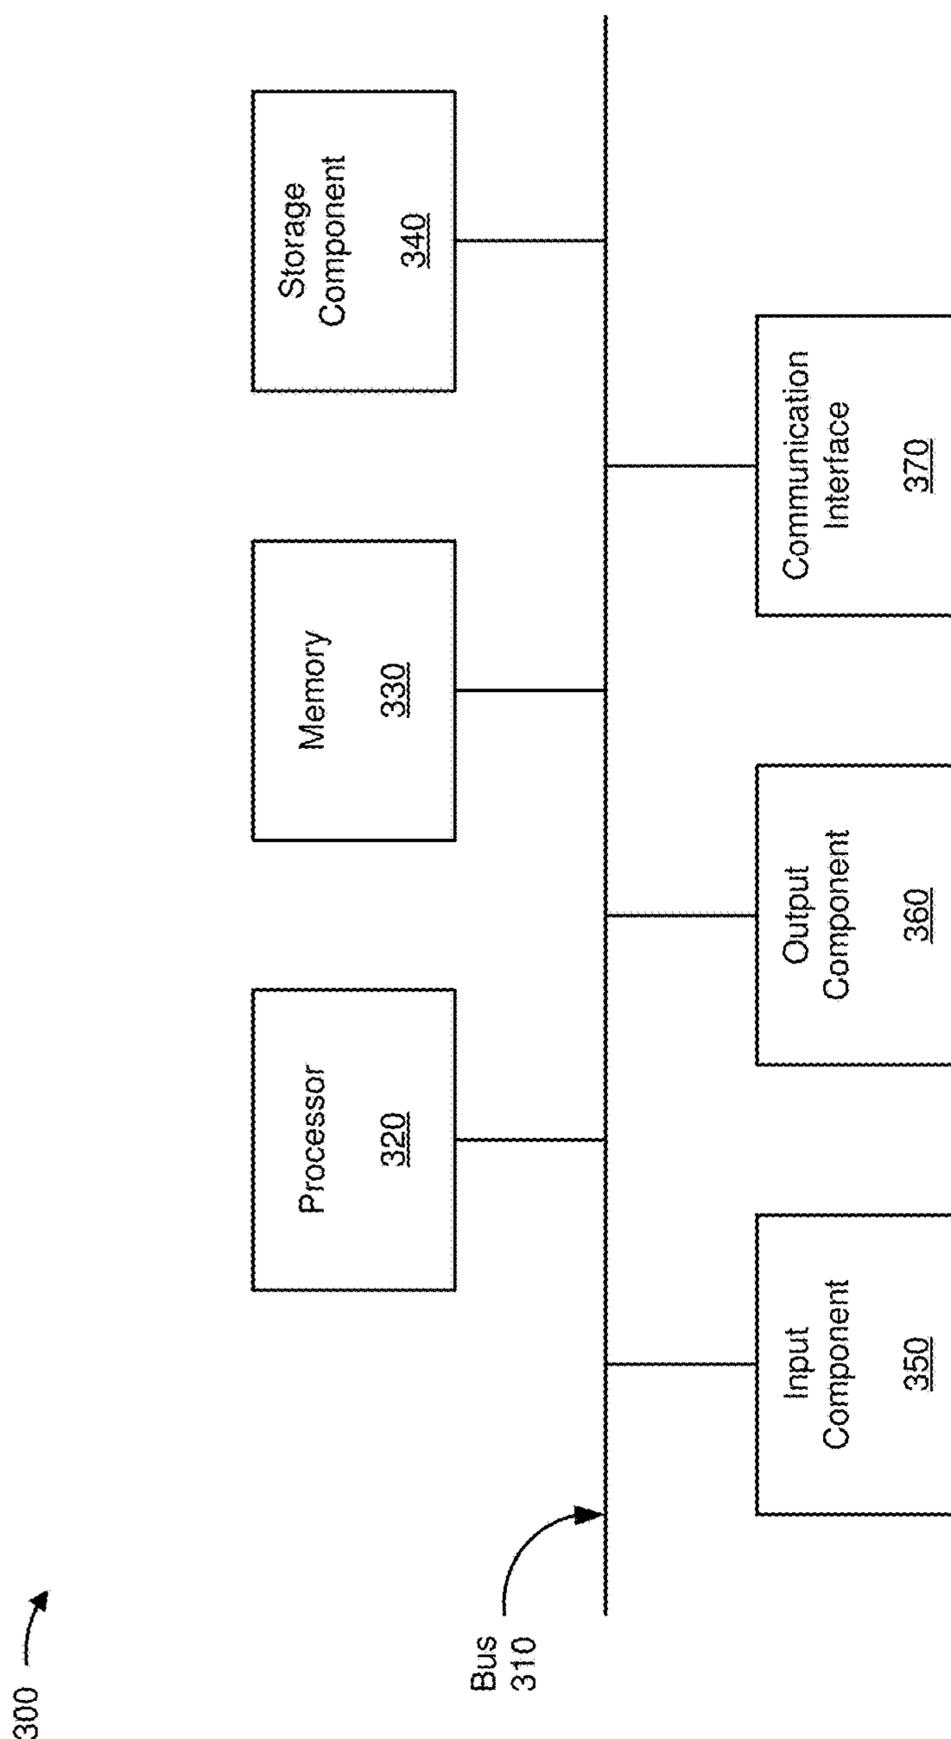 300
Processor
320
Memory
330
Storage
Component
340
Bus
310
Input
Component
350
Output
Component
360
Communication
Interface
370